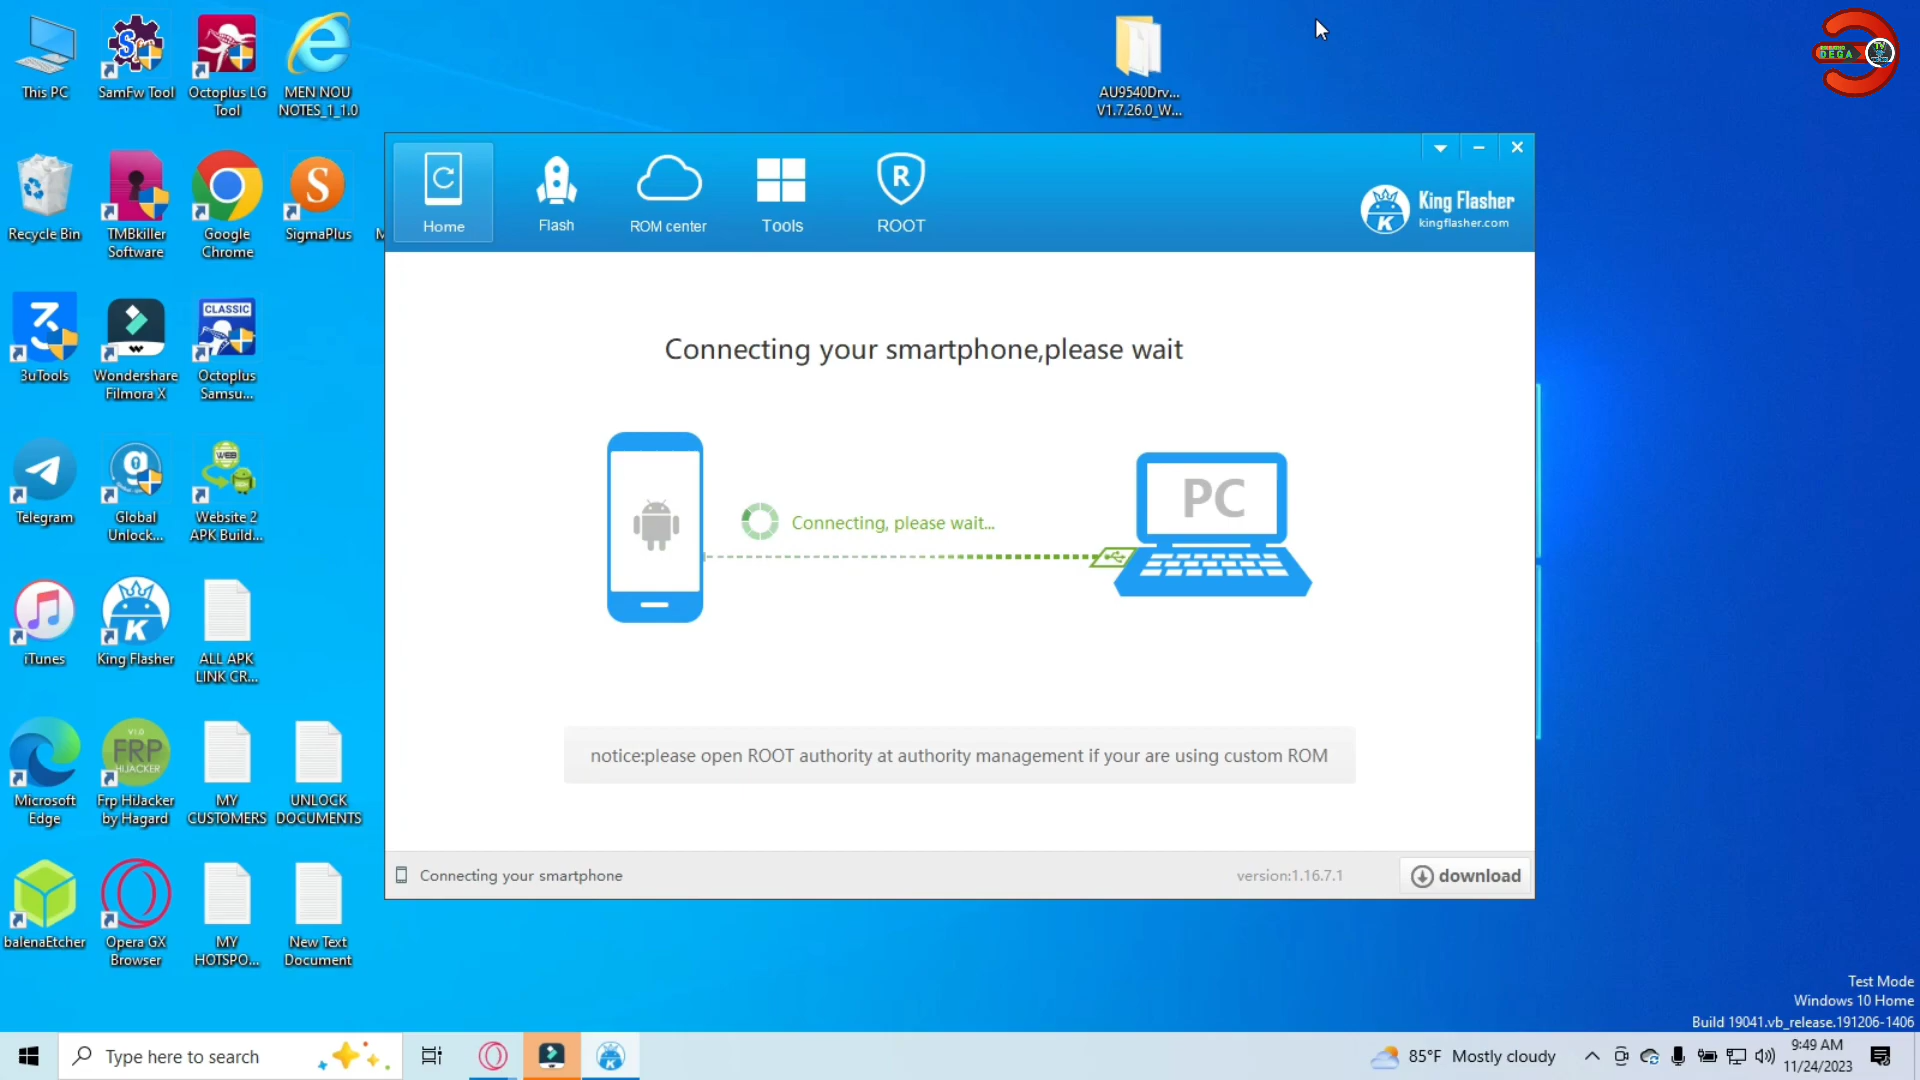 This PC
SamFw Tool
Octoplus LG
Tool
MEN NOU
NOTES_1_1.0
AU9540Drv...
V1.7.26.0_W...
DEGA
TV
Recycle Bin
TMBkiller
Software
Google
Chrome
S
SigmaPlus
M
Home
Flash
ROM center
Tools
R
ROOT
K
King Flasher
kingflasher.com
3uTools
Wondershare
Filmora X
CLASSIC
Octoplus
Samsu...
Connecting your smartphone,please wait
PC
Connecting, please wait...
Telegram
Global
Unlock...
WEB
Website 2
APK Build...
iTunes
K
King Flasher
ALL APK
LINK CR...
notice:please open ROOT authority at authority management if your are using custom ROM
Microsoft
Edge
V1.0
FRP
HIJACKER
Frp HiJacker
by Hagard
MY
CUSTOMERS
UNLOCK
DOCUMENTS
Connecting your smartphone
version:1.16.7.1
download
balenaEtcher
Opera GX
Browser
MY
HOTSPO...
New Text
Document
Test Mode
Windows 10 Home
Build 19041.vb_release.191206-1406
Type here to search
85°F Mostly cloudy
9:49 AM
11/24/2023